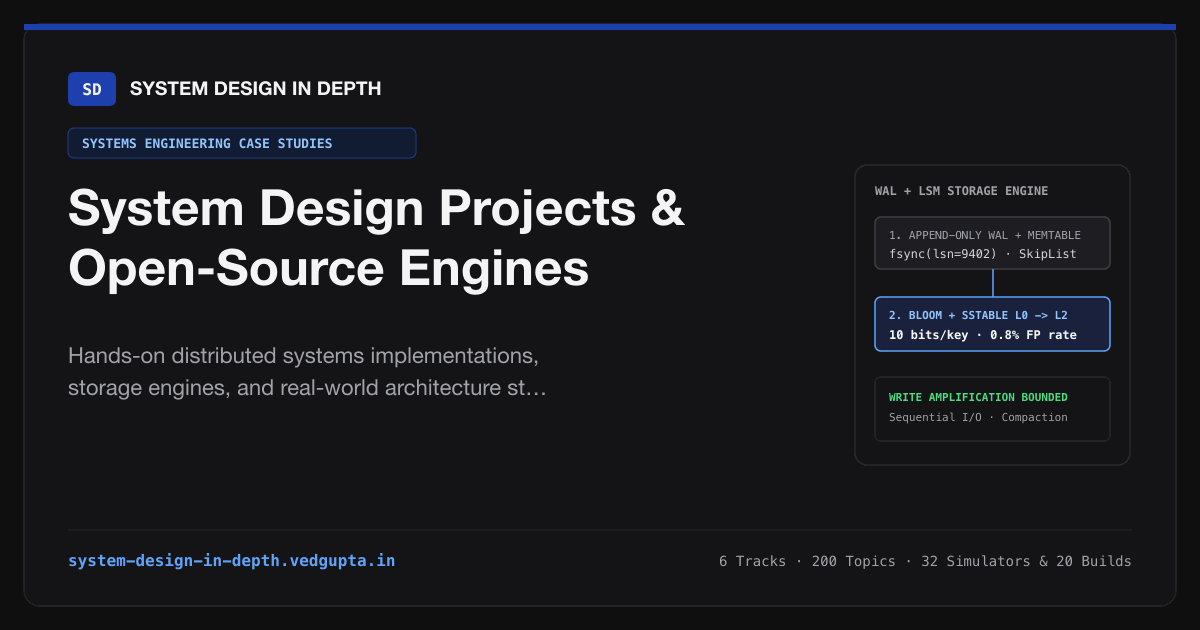 SD
SYSTEM DESIGN IN DEPTH
SYSTEMS ENGINEERING CASE STUDIES
System Design Projects &
Open-Source Engines
Hands-on distributed systems implementations,
storage engines, and real-world architecture st…
WAL + LSM STORAGE ENGINE
1. APPEND-ONLY WAL + MEMTABLE
fsync(lsn=9402) · SkipList
2. BLOOM + SSTABLE L0 -> L2
10 bits/key · 0.8% FP rate
WRITE AMPLIFICATION BOUNDED
Sequential I/O · Compaction
system-design-in-depth.vedgupta.in
6 Tracks · 200 Topics · 32 Simulators & 20 Builds